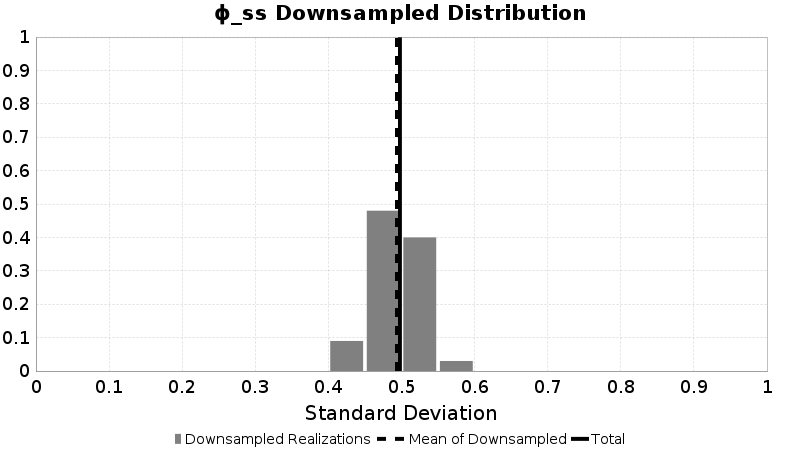 ϕ_ss Downsampled Distribution
1
0.9
0.8
0.7
0.6
0.5
0.4
0.3
0.2
0.1
0
0 0.1 0.2 0.3 0.4 0.5 0.6 0.7 0.8 0.9 1
Standard Deviation
Downsampled Realizations Mean of Downsampled Total